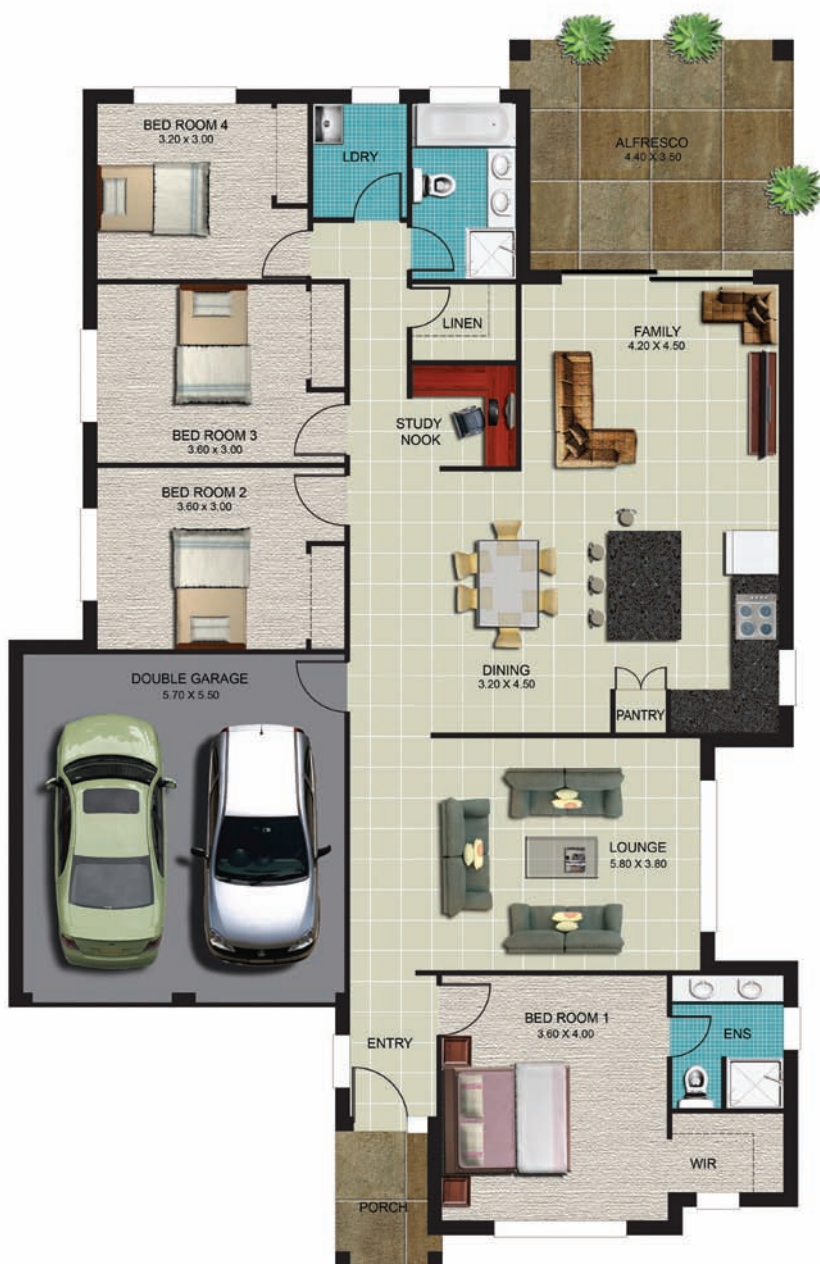 BED ROOM 4
3.20 x 3.00
LDRY
ALFRESCO
4.40 X 3.50
LINEN
FAMILY
4.20 X 4.50
STUDY
NOOK
BED ROOM 3
3.60 x 3.00
BED ROOM 2
3.60 x 3.00
DINING
3.20 X 4.50
PANTRY
DOUBLE GARAGE
5.70 X 5.50
LOUNGE
5.80 X 3.80
BED ROOM 1
3.60 X 4.00
ENS
ENTRY
WIR
PORCH